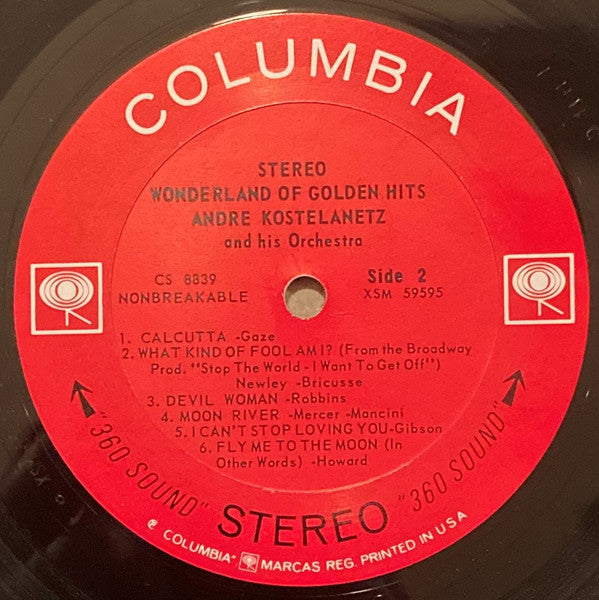 COLUMBIA
STEREO
WONDERLAND OF GOLDEN HITS
ANDRE KOSTELANETZ
and his Orchestra
CS 8839
NONBREAKABLE
Side 2
XSM 59595
1. CALCUTTA -Gaze
2. WHAT KIND OF FOOL AM I? (From the Broadway
Prod. ""Stop The World - I Want To Get Off"")
Newley - Bricusse
3. DEVIL WOMAN -Robbins
4. MOON RIVER -Mercer -Mancini
5. I CAN'T STOP LOVING YOU-Gibson
6. FLY ME TO THE MOON (In
Other Words) -Howard
"360 SOUND" STEREO "360 SOUND"
℗ COLUMBIA" MARCAS REG. PRINTED IN U S A